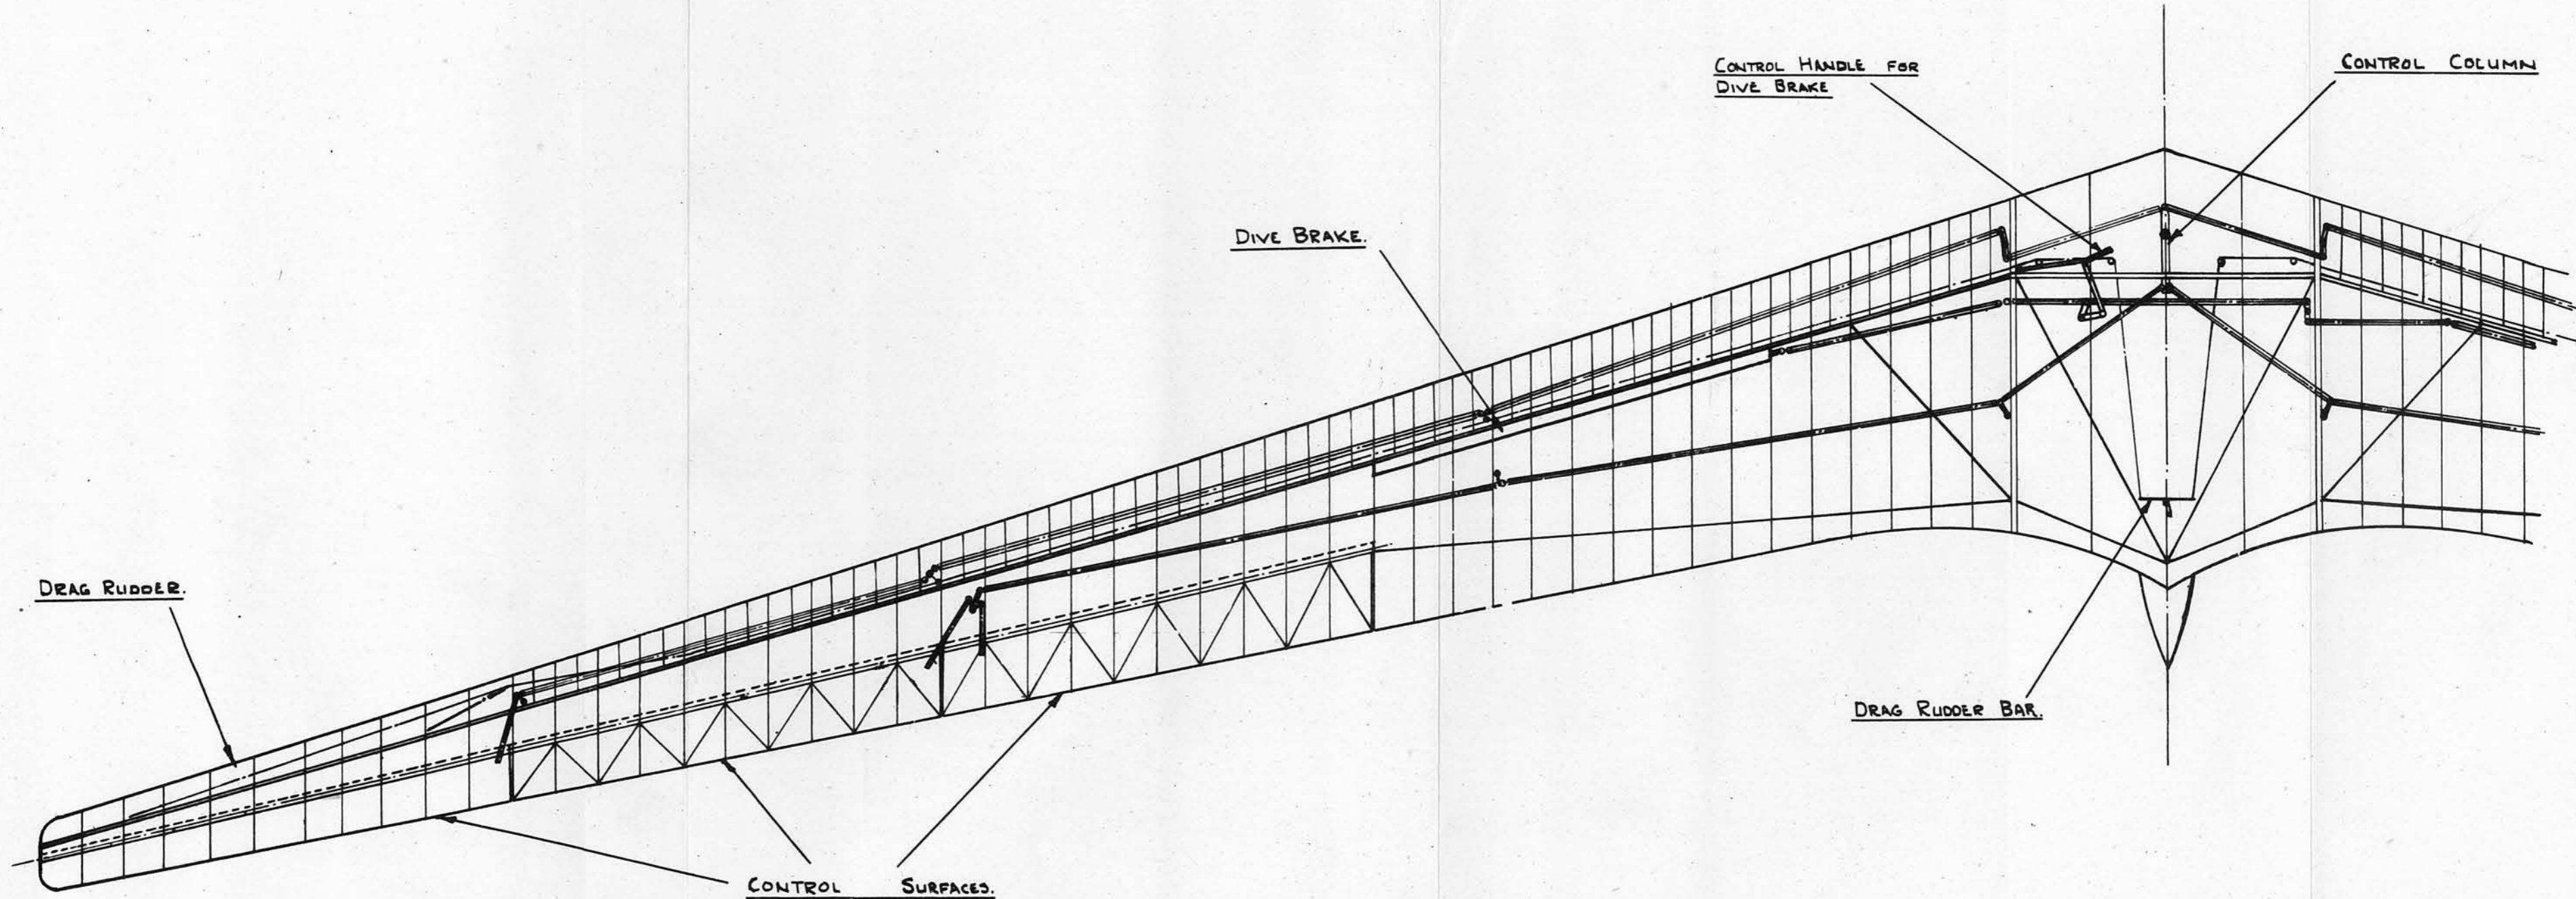 CONTROL HANDLE FOR
DIVE BRAKE
CONTROL COLUMN
DIVE BRAKE.
DRAG RUDDER.
DRAG RUDDER BAR.
CONTROL SURFACES.